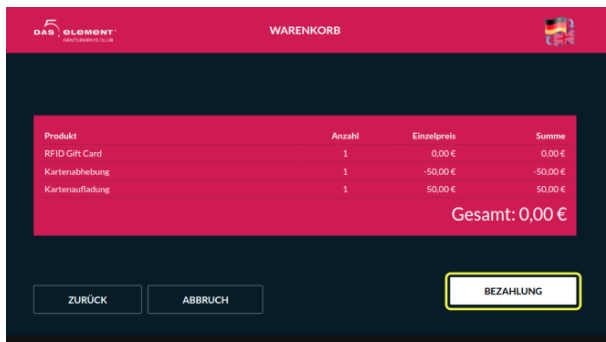 5
DAS ELEMENT
GENTLEMEN'S CLUB
WARENKORB
Produkt Anzahl Einzelpreis Summe
RFID Gift Card 1 0,00 € 0,00 €
Kartenabhebung 1 -50,00 € -50,00 €
Kartenaufladung 1 50,00 € 50,00 €
Gesamt: 0,00 €
ZURÜCK ABBRUCH BEZAHLUNG